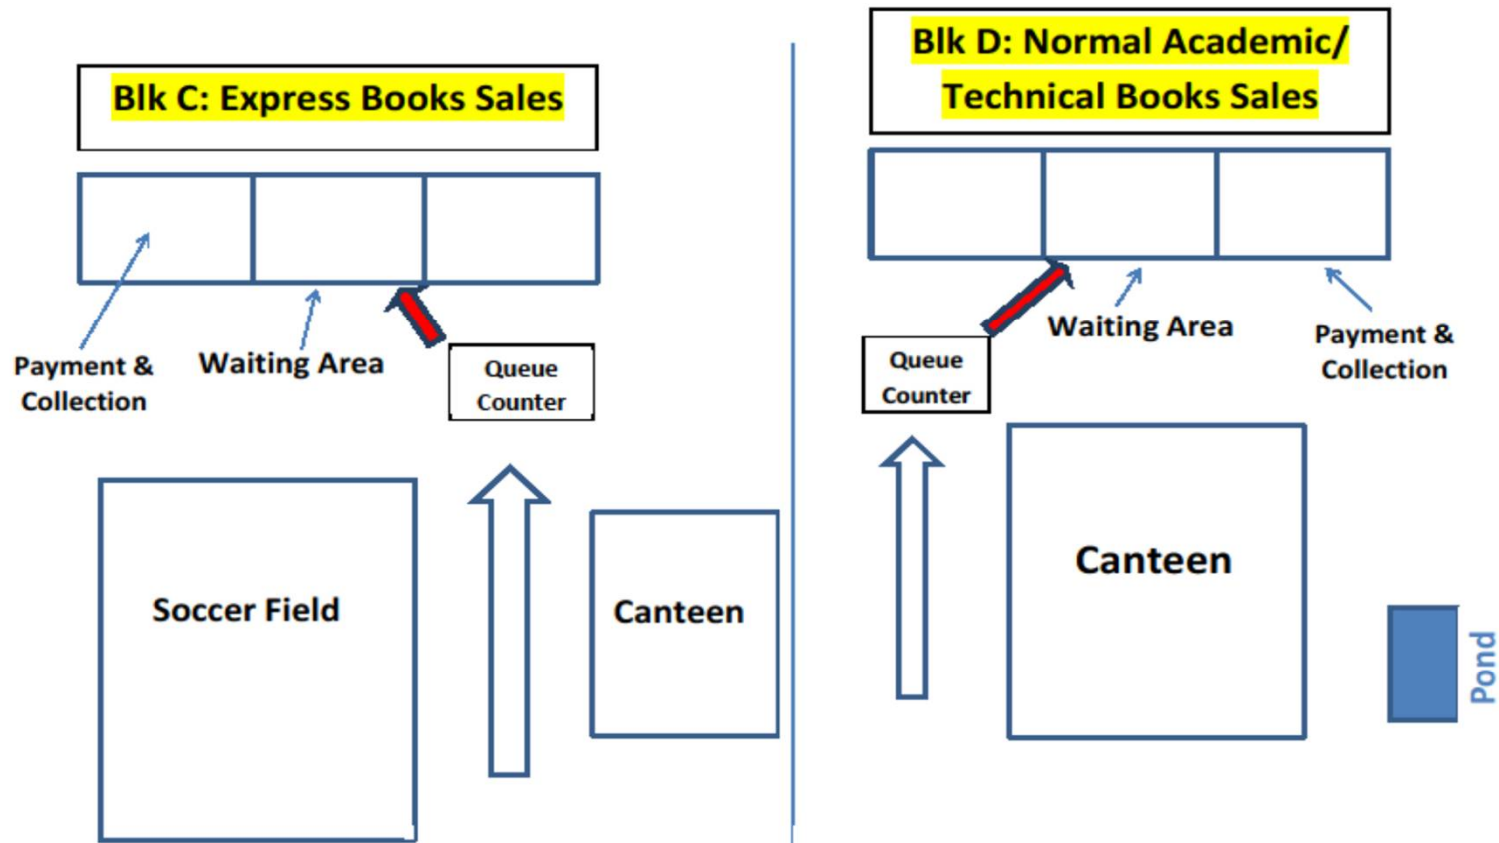 Blk C: Express Books Sales
Payment &
Collection
Waiting Area
Queue
Counter
Soccer Field
Canteen
Blk D: Normal Academic/
Technical Books Sales
Queue
Counter
Waiting Area
Payment &
Collection
Canteen
Pond